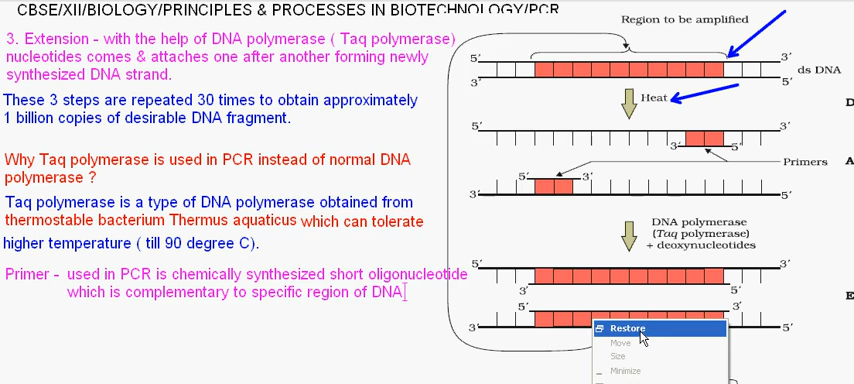 CBSE/XII/BIOLOGY/PRINCIPLES & PROCESSES IN BIOTECHNOLOGY/PCR
3. Extension - with the help of DNA polymerase ( Taq polymerase)
nucleotides comes & attaches one after another forming newly
synthesized DNA strand.
These 3 steps are repeated 30 times to obtain approximately
1 billion copies of desirable DNA fragment.
Why Taq polymerase is used in PCR instead of normal DNA
polymerase ?
Taq polymerase is a type of DNA polymerase obtained from
thermostable bacterium Thermus aquaticus which can tolerate
higher temperature ( till 90 degree C).
Primer - used in PCR is chemically synthesized short oligonucleotide
which is complementary to specific region of DNA
Region to be amplified
5′ 3′
ds DNA
3′ 5′
D
Heat
5′ 3′
3′ 5′
Primers
A
5′ 3′
3′ 5′
DNA polymerase
(Taq polymerase)
+ deoxynucleotides
5′ 3′
3′ 5′
E
5′ 3′
3′ 5′
Restore
Move
Size
Minimize